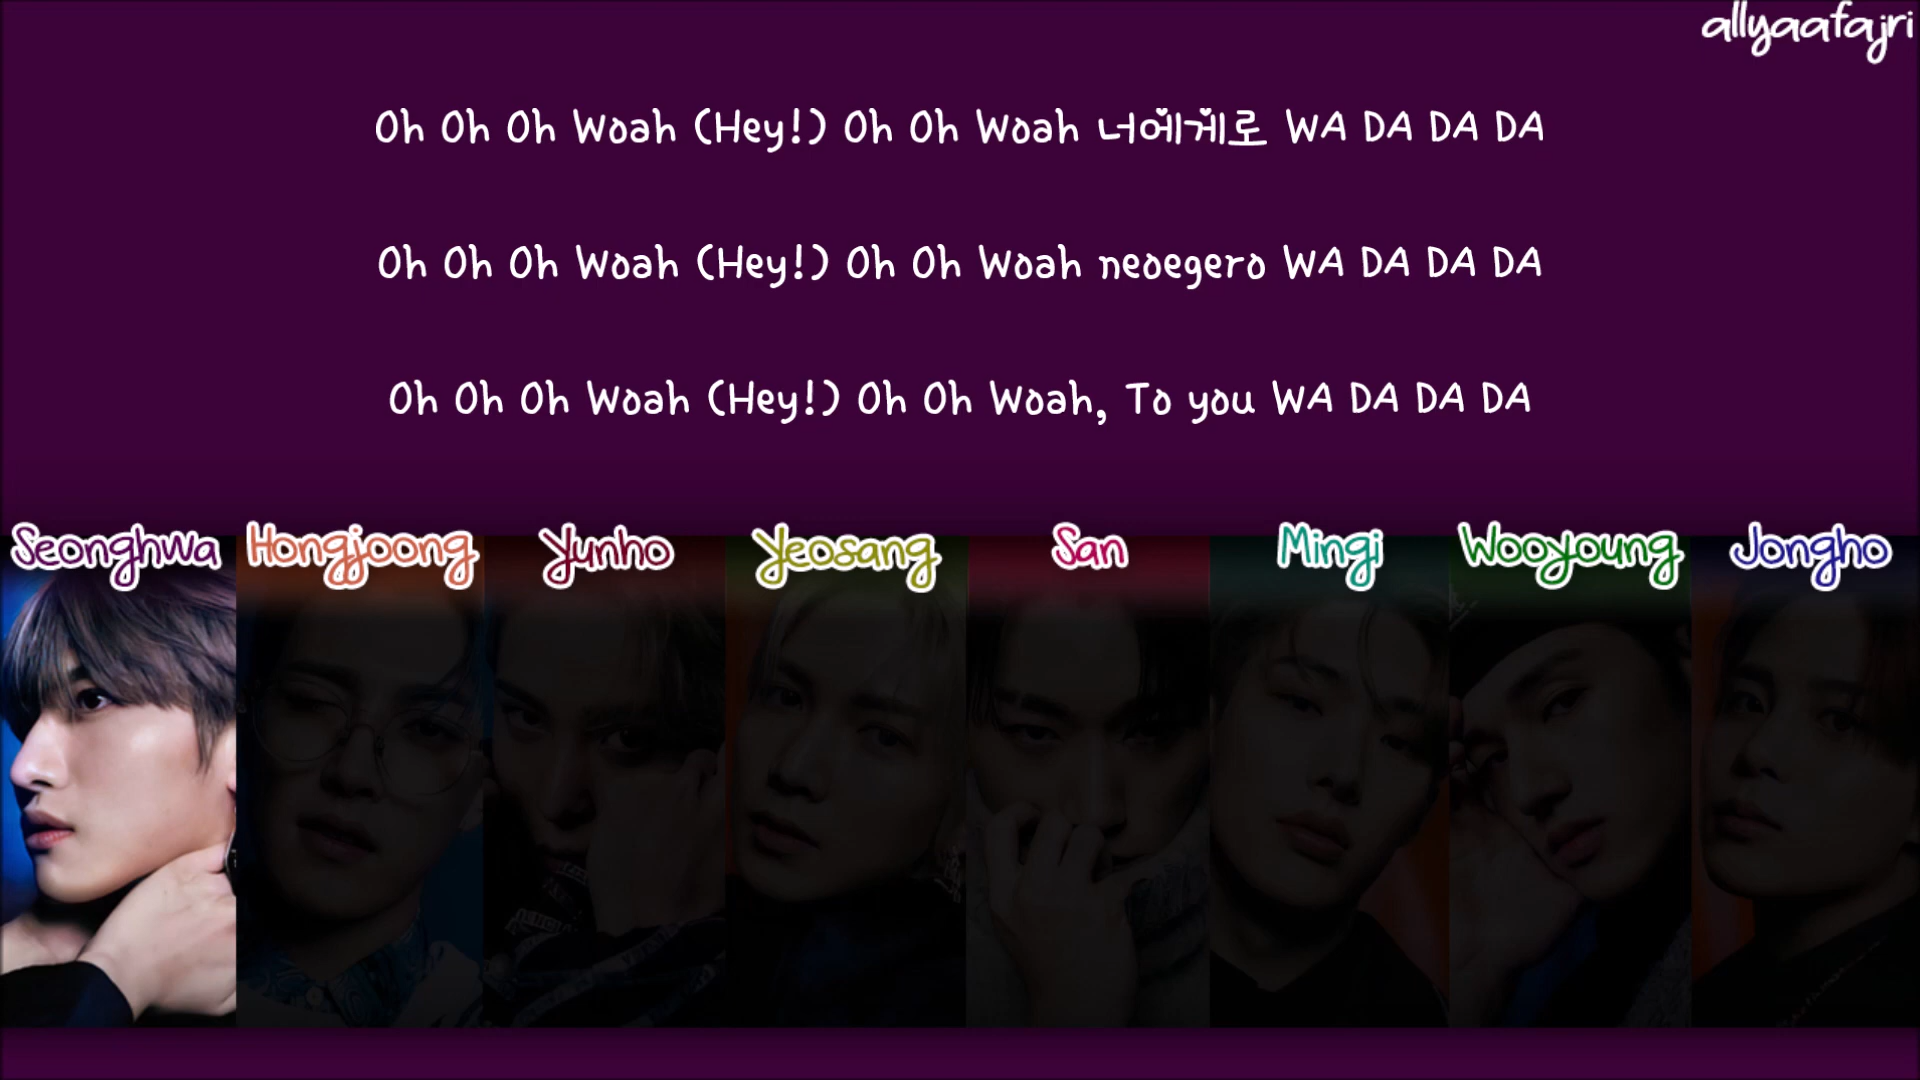 allyaafajri
Oh Oh Oh Woah (Hey!) Oh Oh Woah 너에게로 WA DA DA DA
Oh Oh Oh Woah (Hey!) Oh Oh Woah neoegero WA DA DA DA
Oh Oh Oh Woah (Hey!) Oh Oh Woah, To you WA DA DA DA
Seonghwa Hongjoong Yunho Yeosang San Mingi Wooyoung Jongho